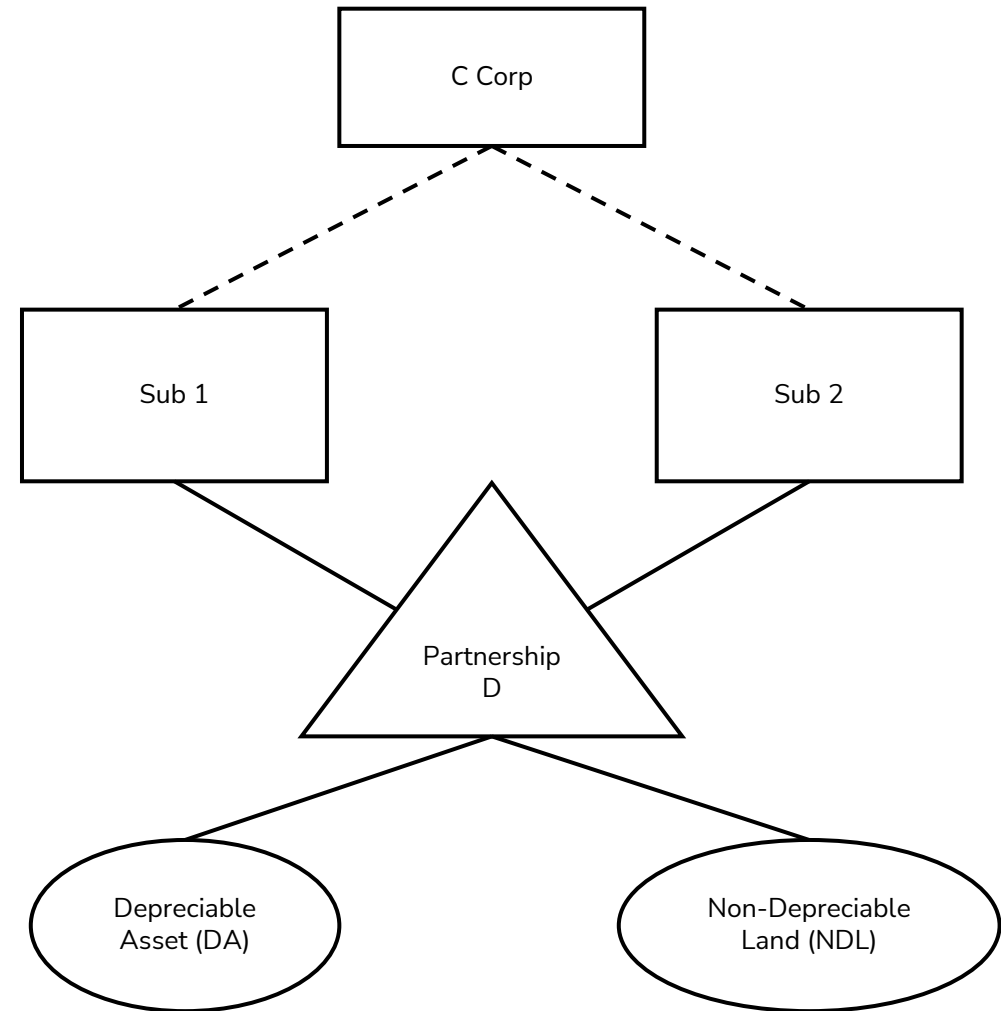 C Corp
Sub 1
Sub 2
Partnership
D
Depreciable
Asset (DA)
Non-Depreciable
Land (NDL)